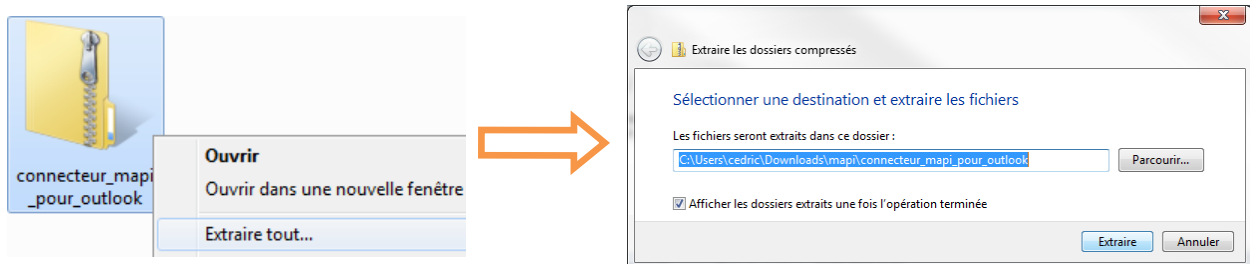 connecteur_mapi
_pour_outlook
Ouvrir
Ouvrir dans une nouvelle fenêtre
Extraire tout...
x
Extraire les dossiers compressés
Sélectionner une destination et extraire les fichiers
Les fichiers seront extraits dans ce dossier :
C:\Users\cedric\Downloads\mapi\connecteur_mapi_pour_outlook
Parcourir...
Afficher les dossiers extraits une fois l'opération terminée
Extraire
Annuler